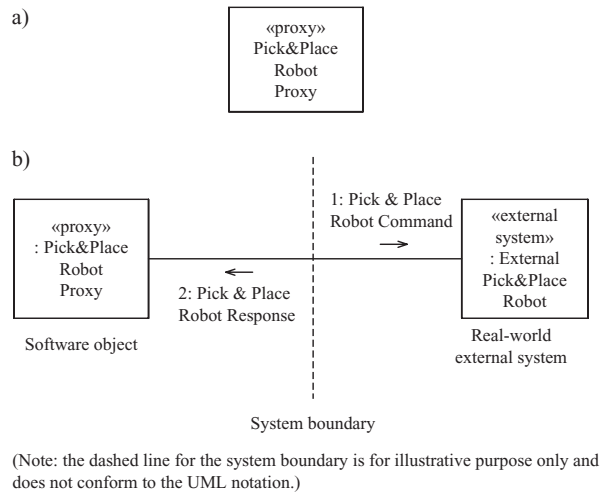 a)
«proxy»
Pick&Place
Robot
Proxy
b)
«proxy»
: Pick&Place
Robot
Proxy
Software object
1: Pick & Place
Robot Command
2: Pick & Place
Robot Response
«external
system»
: External
Pick&Place
Robot
Real-world
external system
System boundary
(Note: the dashed line for the system boundary is for illustrative purpose only and
does not conform to the UML notation.)